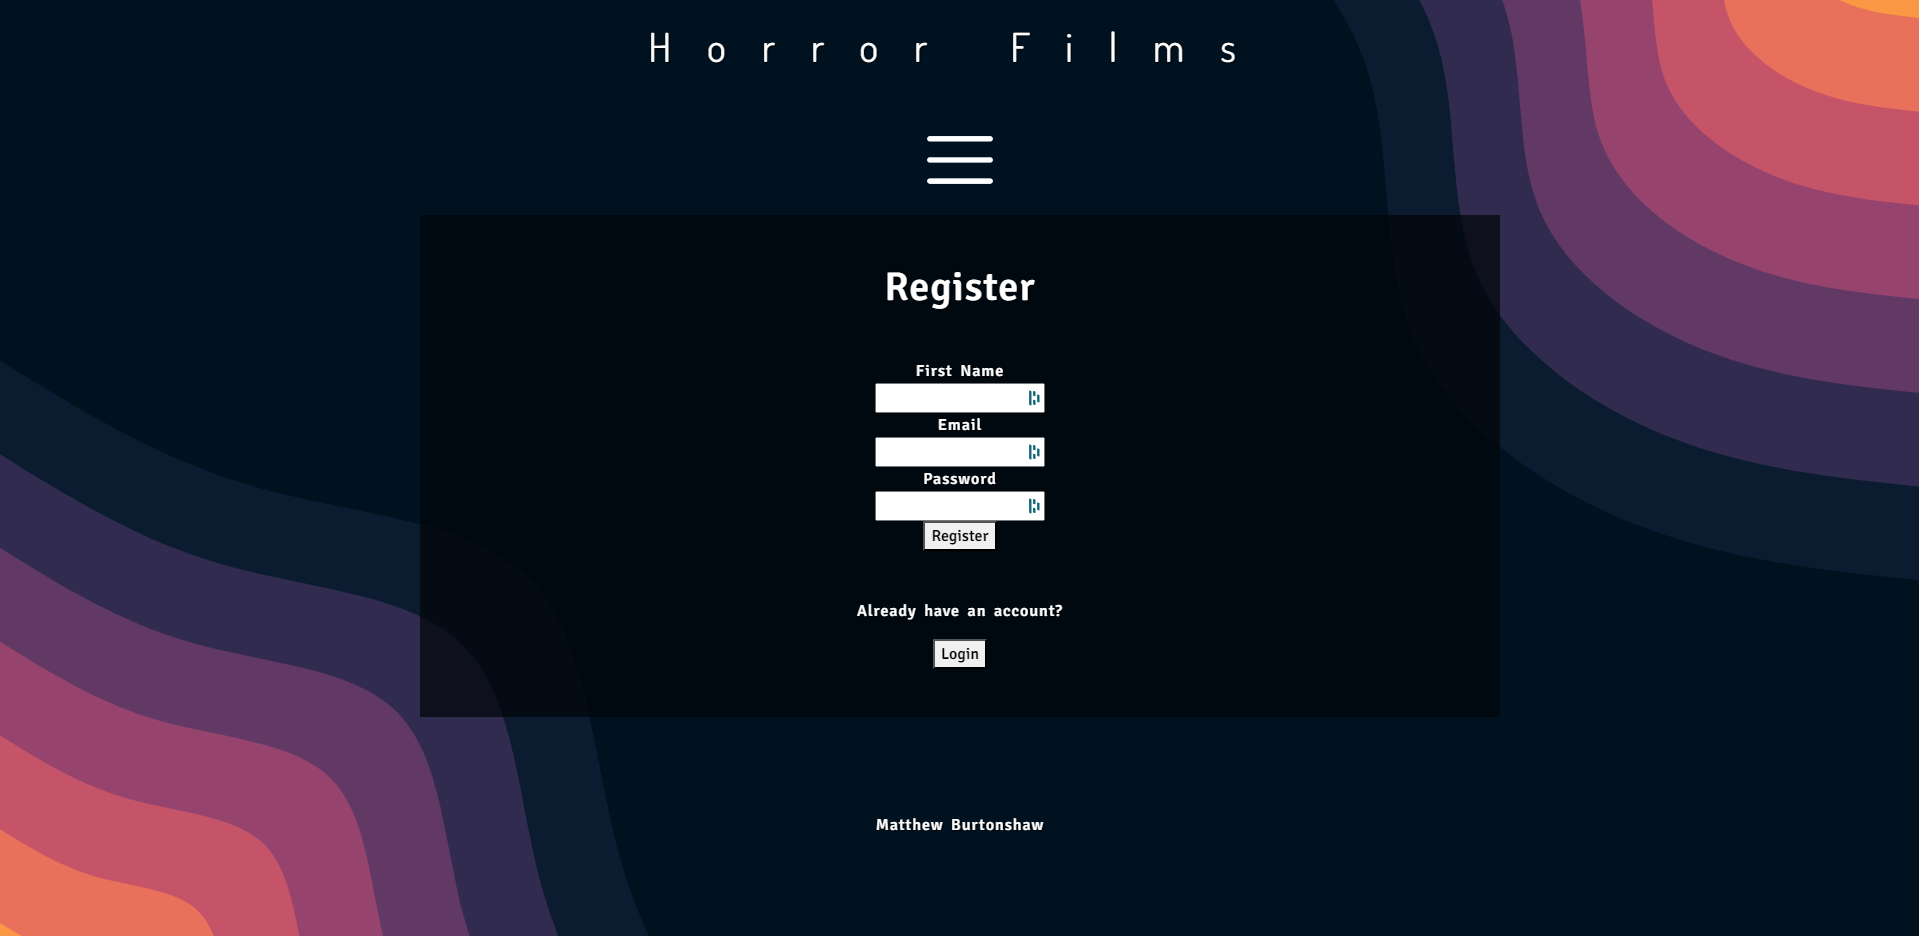 Horror Films
Register
First Name
Email
Password
Register
Already have an account?
Login
Matthew Burtonshaw